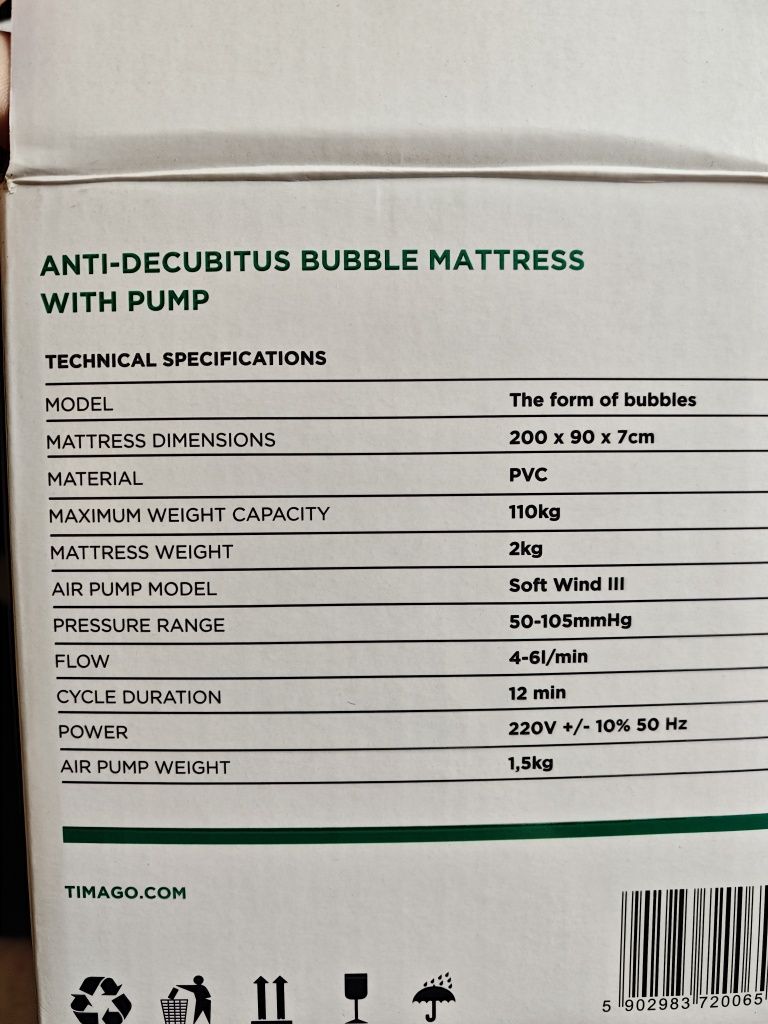 ANTI-DECUBITUS BUBBLE MATTRESS
WITH PUMP
TECHNICAL SPECIFICATIONS
MODEL The form of bubbles
MATTRESS DIMENSIONS 200 x 90 x 7cm
MATERIAL PVC
MAXIMUM WEIGHT CAPACITY 110kg
MATTRESS WEIGHT 2kg
AIR PUMP MODEL Soft Wind III
PRESSURE RANGE 50-105mmHg
FLOW 4-6l/min
CYCLE DURATION 12 min
POWER 220V +/- 10% 50 Hz
AIR PUMP WEIGHT 1,5kg
TIMAGO.COM
5 902983 720065